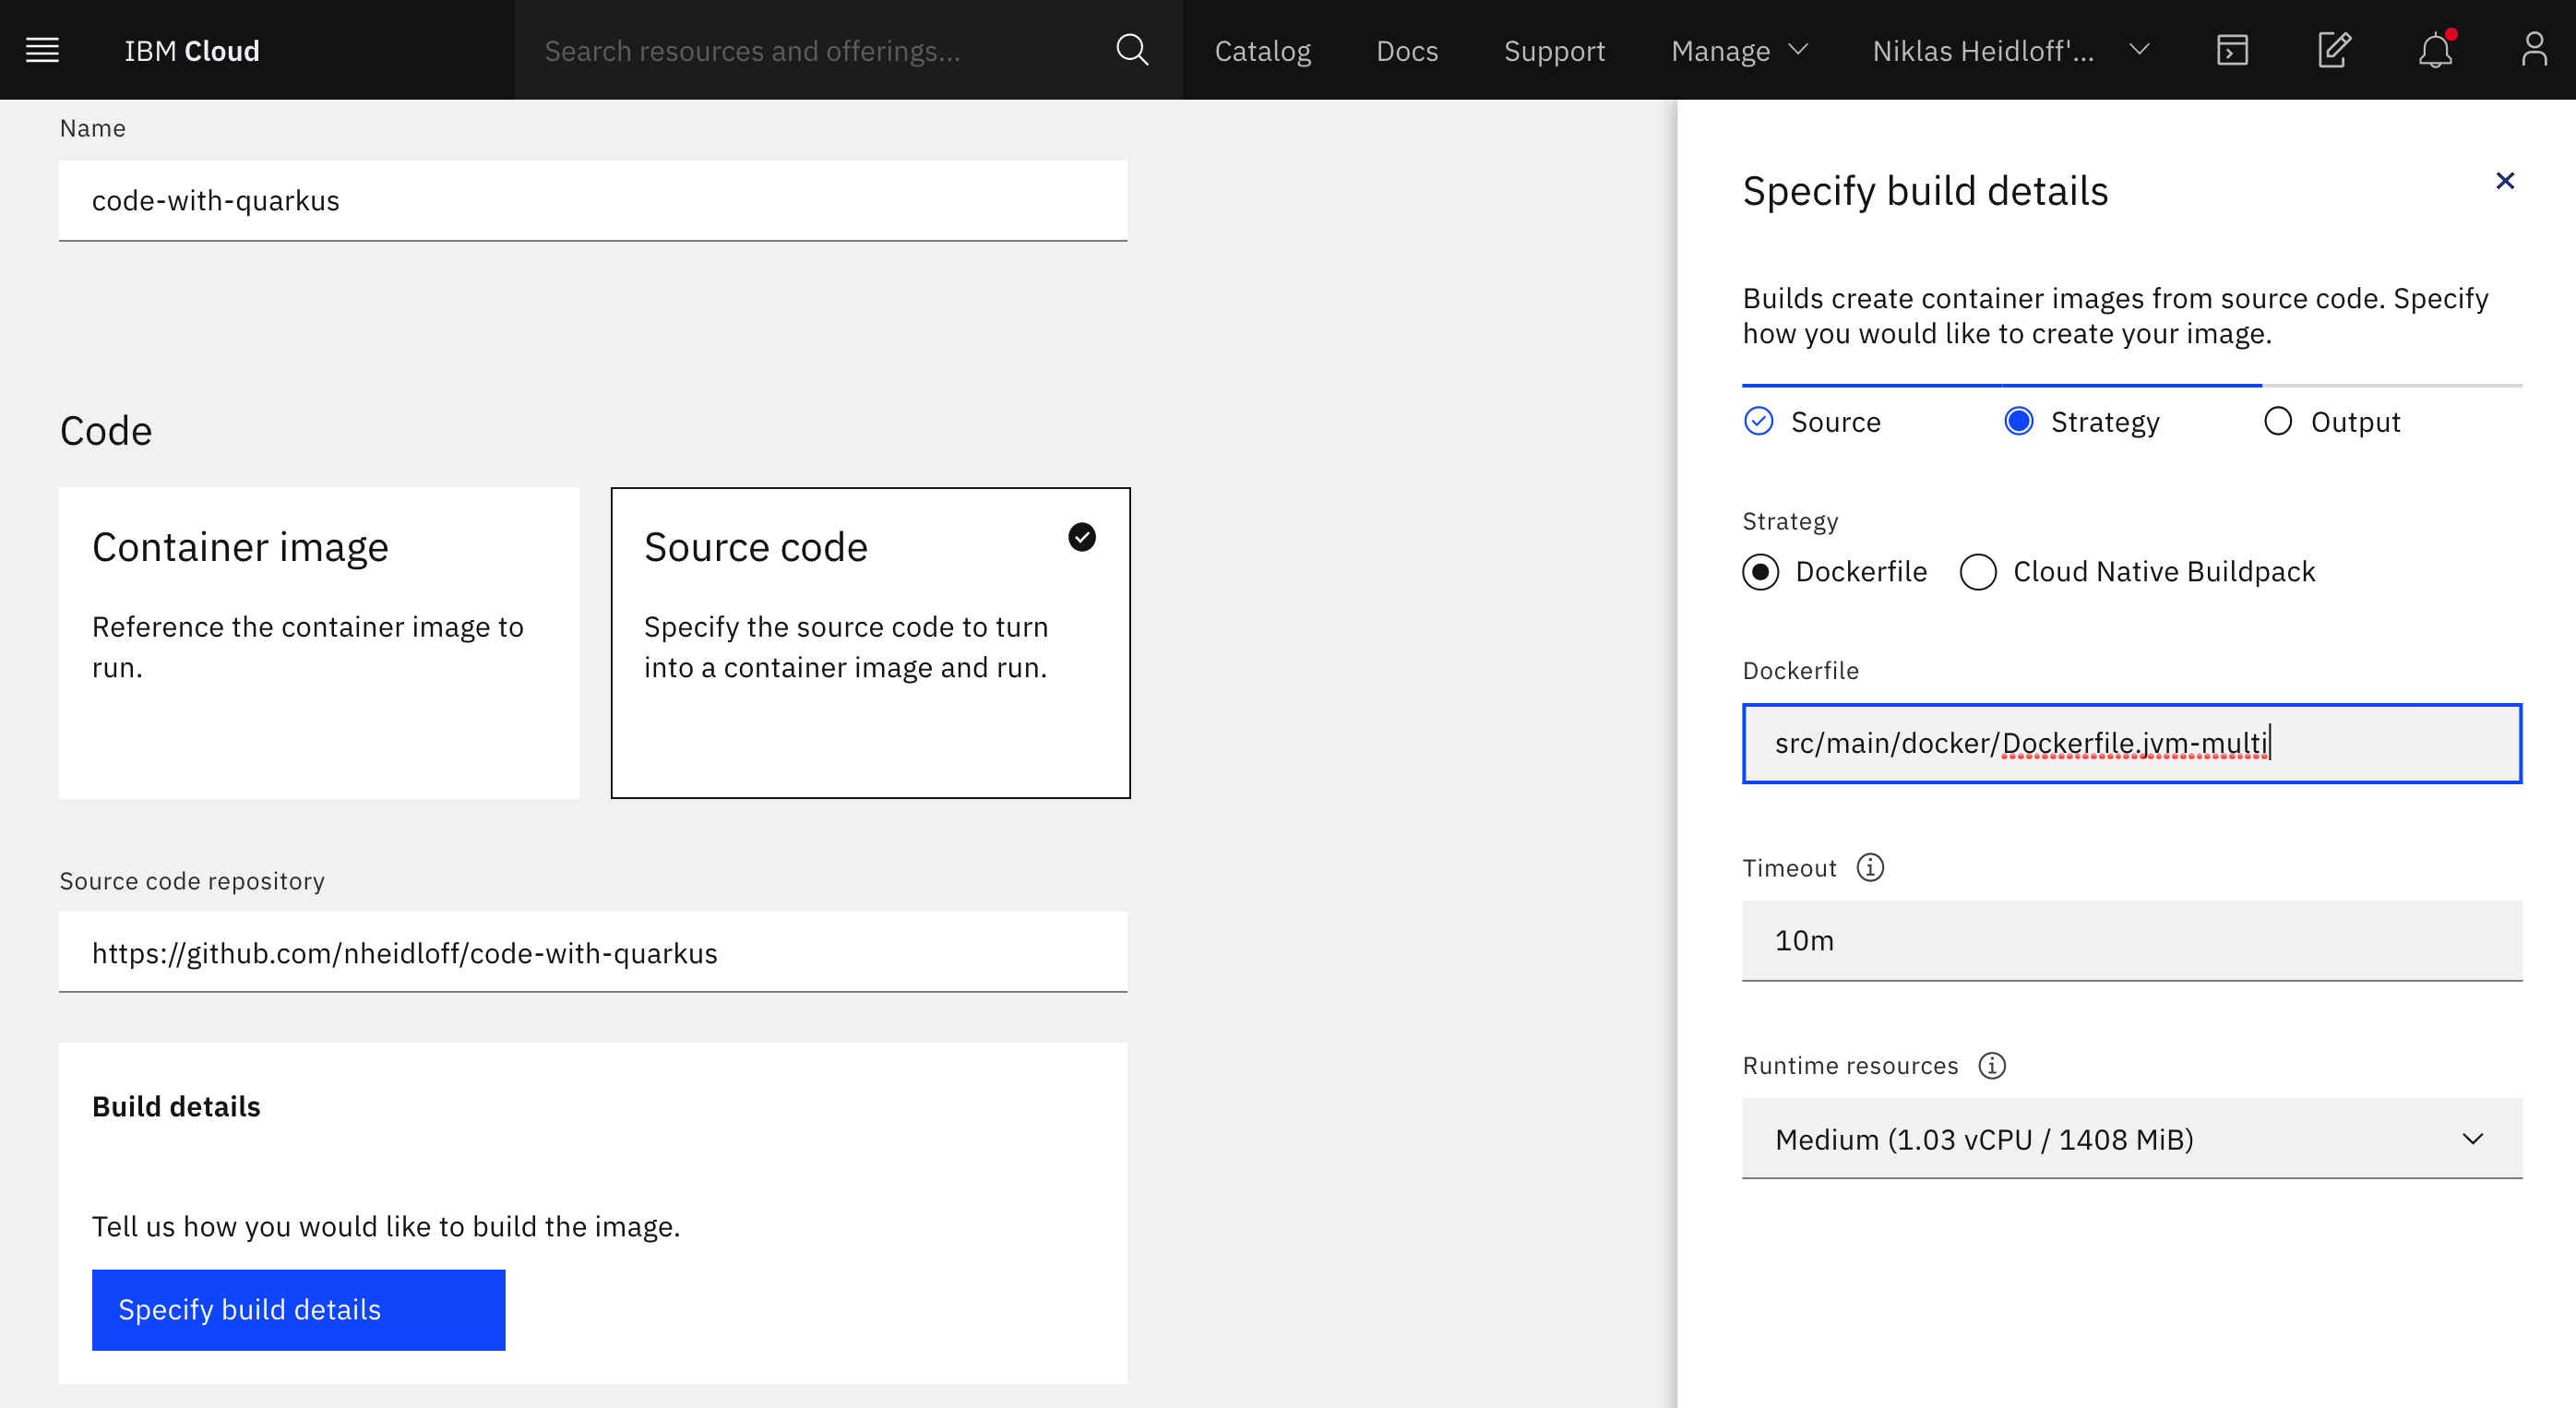 IBM Cloud
Search resources and offerings...
Catalog
Docs
Support
Manage
Niklas Heidloff'...
Name
code-with-quarkus
Code
Container image
Reference the container image to
run.
Source code
Specify the source code to turn
into a container image and run.
Source code repository
https://github.com/nheidloff/code-with-quarkus
Build details
Tell us how you would like to build the image.
Specify build details
Specify build details
Builds create container images from source code. Specify
how you would like to create your image.
Source
Strategy
Output
Strategy
Dockerfile
Cloud Native Buildpack
Dockerfile
src/main/docker/Dockerfile.jvm-multi
Timeout
10m
Runtime resources
Medium (1.03 vCPU / 1408 MiB)